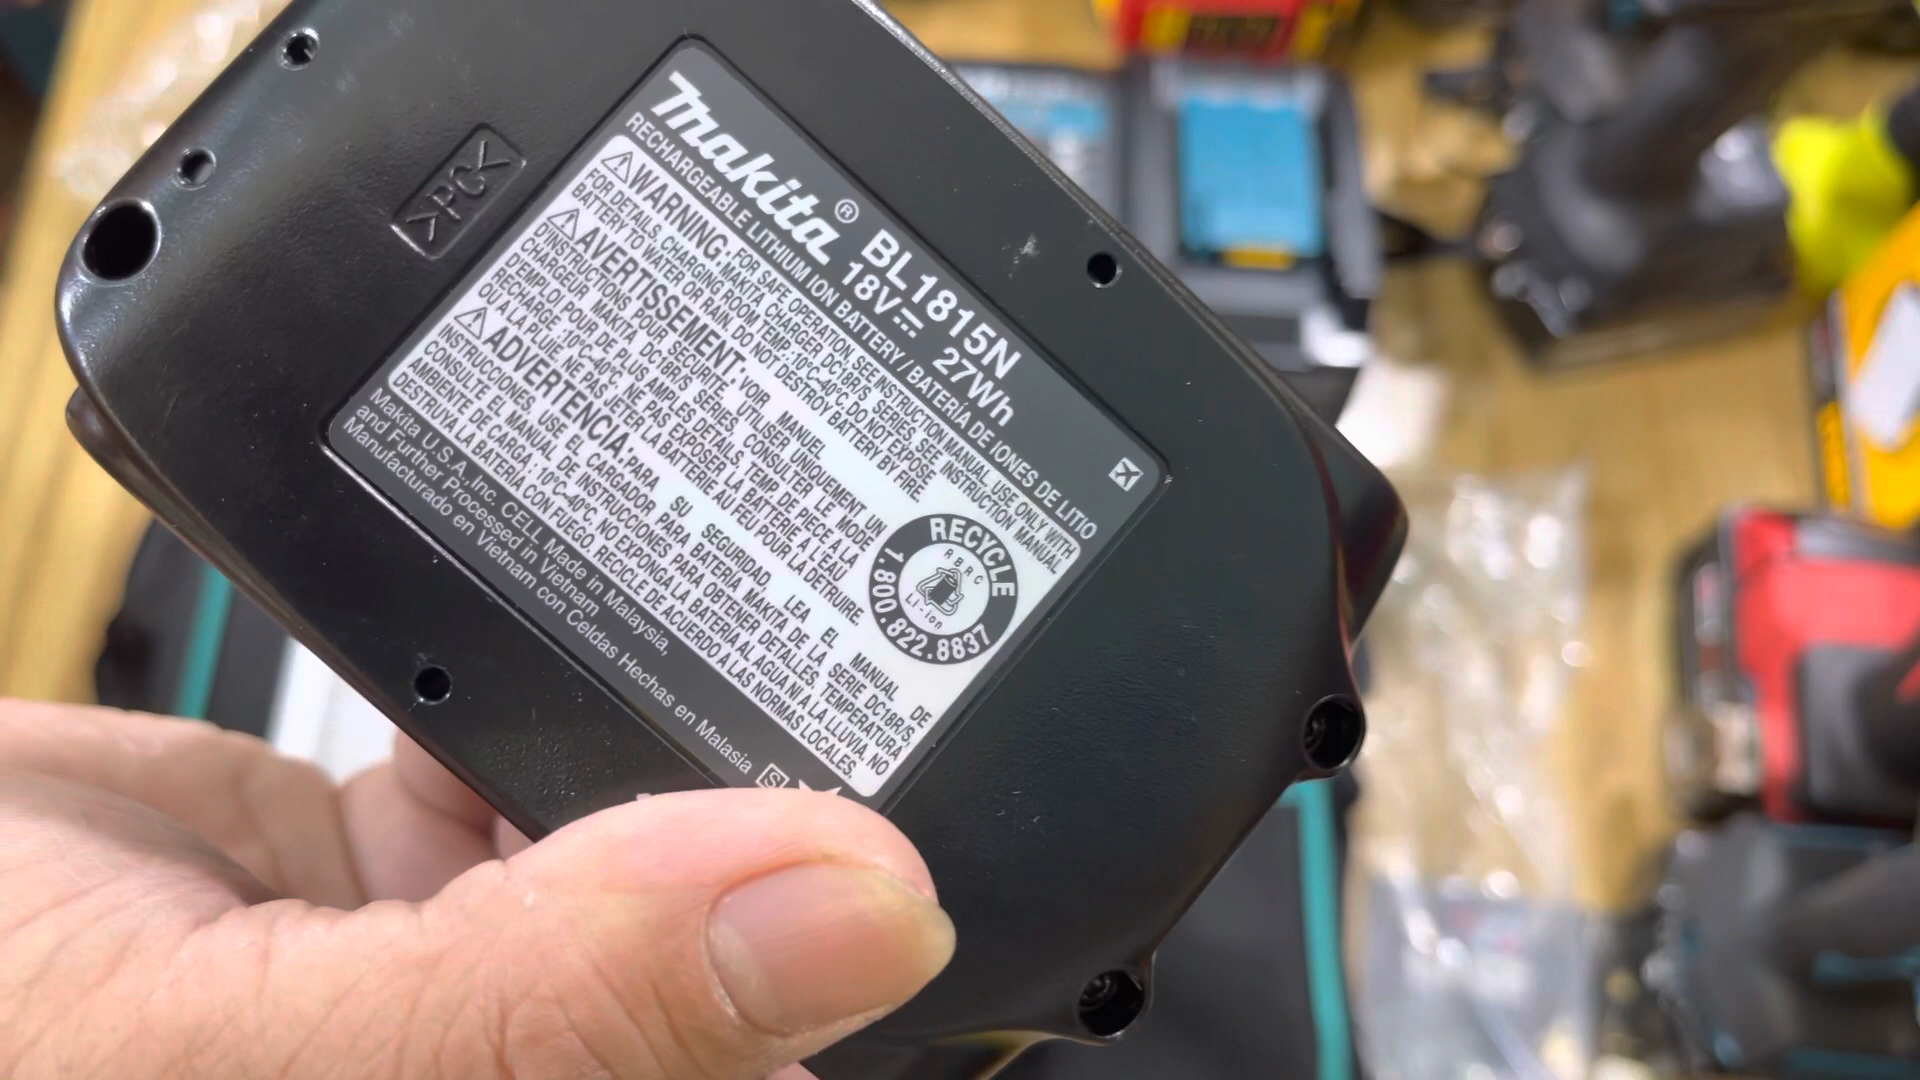 >PC<
makita® BL1815N
18V⎓ 27Wh
RECHARGEABLE LITHIUM ION BATTERY / BATERÍA DE IONES DE LITIO
⚠WARNING: FOR SAFE OPERATION, SEE INSTRUCTION MANUAL. USE ONLY WITH
MAKITA CHARGER DC18R/S SERIES. SEE INSTRUCTION MANUAL
FOR DETAILS, CHARGING ROOM TEMP.:10°C-40°C. DO NOT EXPOSE
BATTERY TO WATER OR RAIN. DO NOT DESTROY BATTERY BY FIRE
⚠AVERTISSEMENT: VOIR MANUEL
D'INSTRUCTIONS POUR SÉCURITÉ. UTILISER UNIQUEMENT UN
CHARGEUR MAKITA DC18R/S SERIES. CONSULTER LE MODE
D'EMPLOI POUR DE PLUS AMPLES DETAILS, TEMP. DE PIECE A LA
RECHARGE :10°C-40°C. NE PAS EXPOSER LA BATTERIE À L'EAU
OU A LA PLUIE. NE PAS JETER LA BATTERIE AU FEU POUR LA DETRUIRE
⚠ADVERTENCIA: PARA SU SEGURIDAD LEA EL MANUAL DE
INSTRUCCIONES, USE EL CARGADOR PARA BATERIA MAKITA DE LA SERIE DC18R/S,
CONSULTE EL MANUAL DE INSTRUCCIONES PARA OBTENER DETALLES, TEMPERATURA
AMBIENTE DE CARGA : 10°C-40°C, NO EXPONGA LA BATERIA AL AGUA NI A LA LLUVIA. NO
DESTRUYA LA BATERÍA CON FUEGO. RECICLE DE ACUERDO A LAS NORMAS LOCALES.
RECYCLE
RBRC
Li-ion
1.800.822.8837
Makita U.S.A.,Inc. CELL Made in Malaysia,
and Further Processed in Vietnam
Manufacturado en Vietnam con Celdas Hechas en Malasia
S